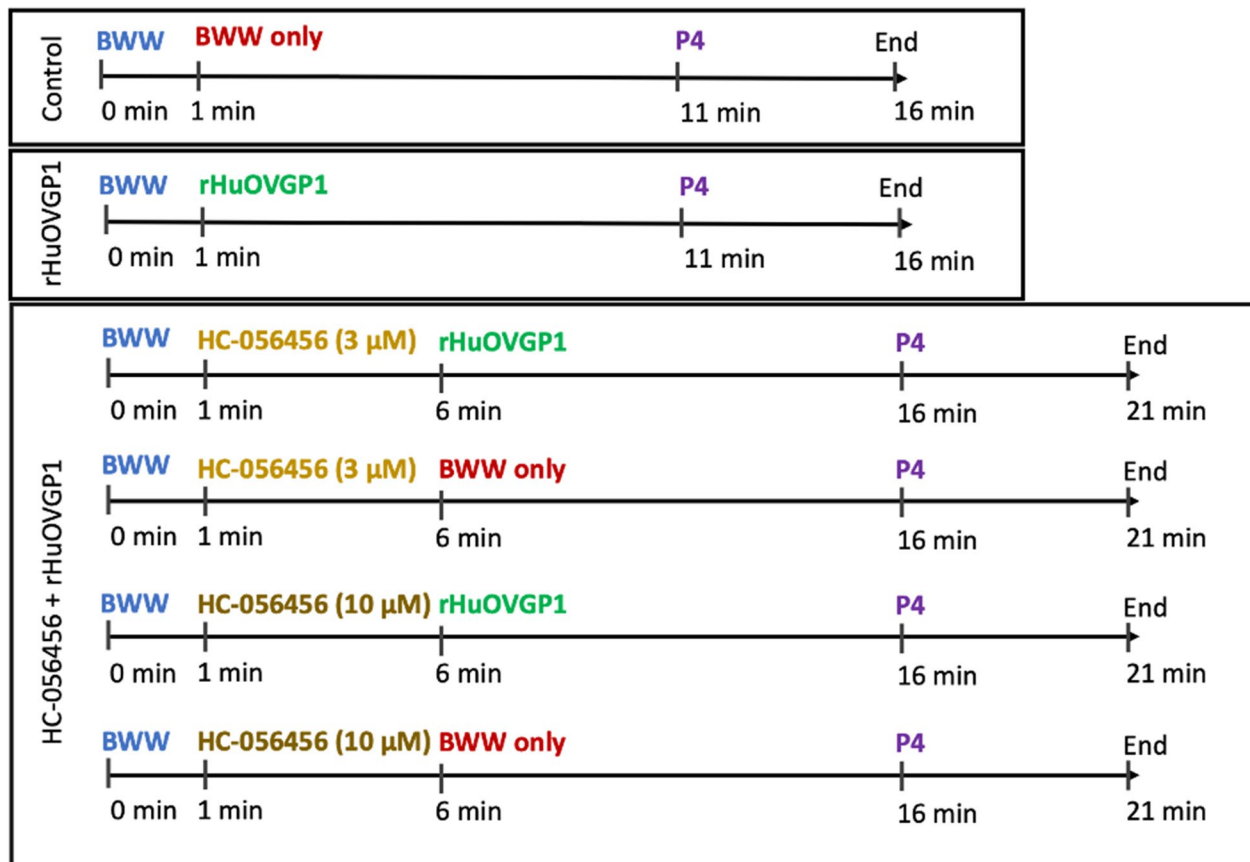 Control
BWW BWW only P4 End
0 min 1 min 11 min 16 min
rHuOVGP1
BWW rHuOVGP1 P4 End
0 min 1 min 11 min 16 min
HC-056456 + rHuOVGP1
BWW HC-056456 (3 µM) rHuOVGP1 P4 End
0 min 1 min 6 min 16 min 21 min
BWW HC-056456 (3 µM) BWW only P4 End
0 min 1 min 6 min 16 min 21 min
BWW HC-056456 (10 µM) rHuOVGP1 P4 End
0 min 1 min 6 min 16 min 21 min
BWW HC-056456 (10 µM) BWW only P4 End
0 min 1 min 6 min 16 min 21 min